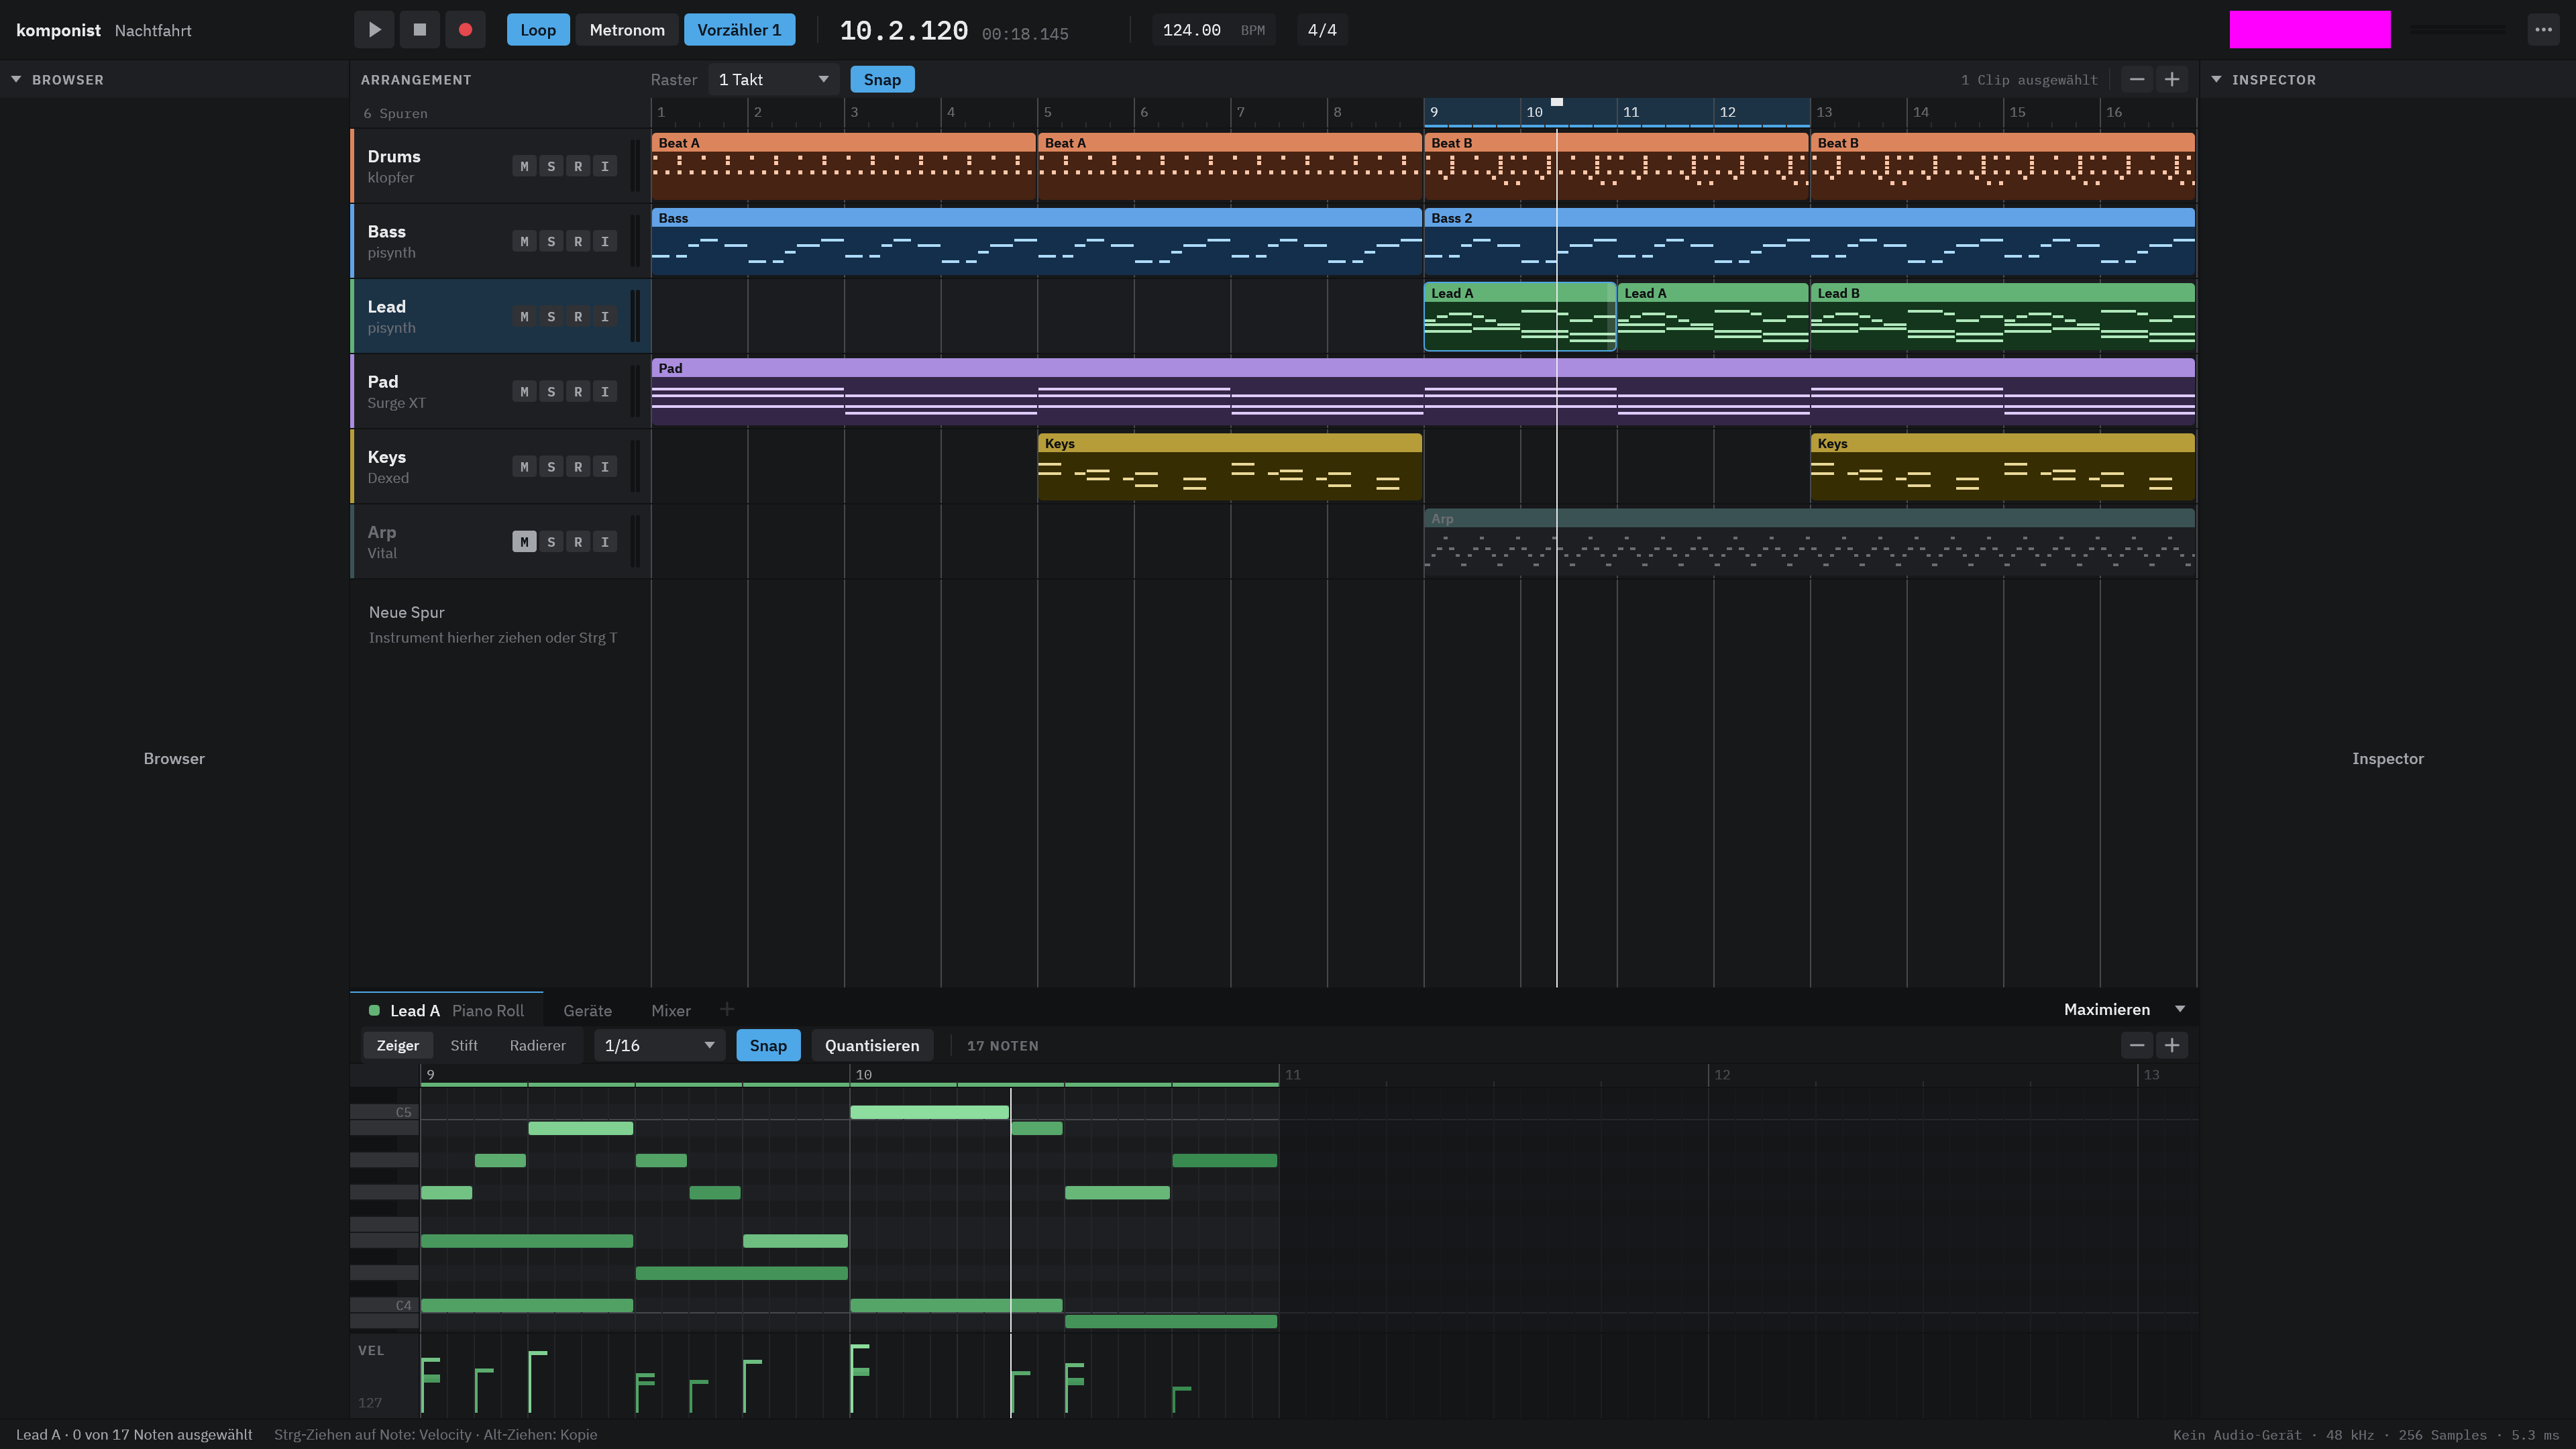 komponist Nachtfahrt Loop Metronom Vorzähler 1 10.2.120 00:18.145 124.00 BPM 4/4
BROWSER ARRANGEMENT Raster 1 Takt Snap 1 Clip ausgewählt INSPECTOR
6 Spuren 1 2 3 4 5 6 7 8 9 10 11 12 13 14 15 16
Beat A Beat A Beat B Beat B
Drums M S R I
klopfer
Bass Bass 2
Bass M S R I
pisynth
Lead A Lead A Lead B
Lead M S R I
pisynth
Pad
Pad M S R I
Surge XT
Keys Keys
Keys M S R I
Dexed
Arp
Arp M S R I
Vital
Neue Spur
Instrument hierher ziehen oder Strg T
Browser Inspector
Lead A Piano Roll Geräte Mixer Maximieren
Zeiger Stift Radierer 1/16 Snap Quantisieren 17 NOTEN
9 10 11 12 13
C5
C4
VEL
127
Lead A · 0 von 17 Noten ausgewählt Strg-Ziehen auf Note: Velocity · Alt-Ziehen: Kopie Kein Audio-Gerät · 48 kHz · 256 Samples · 5.3 ms